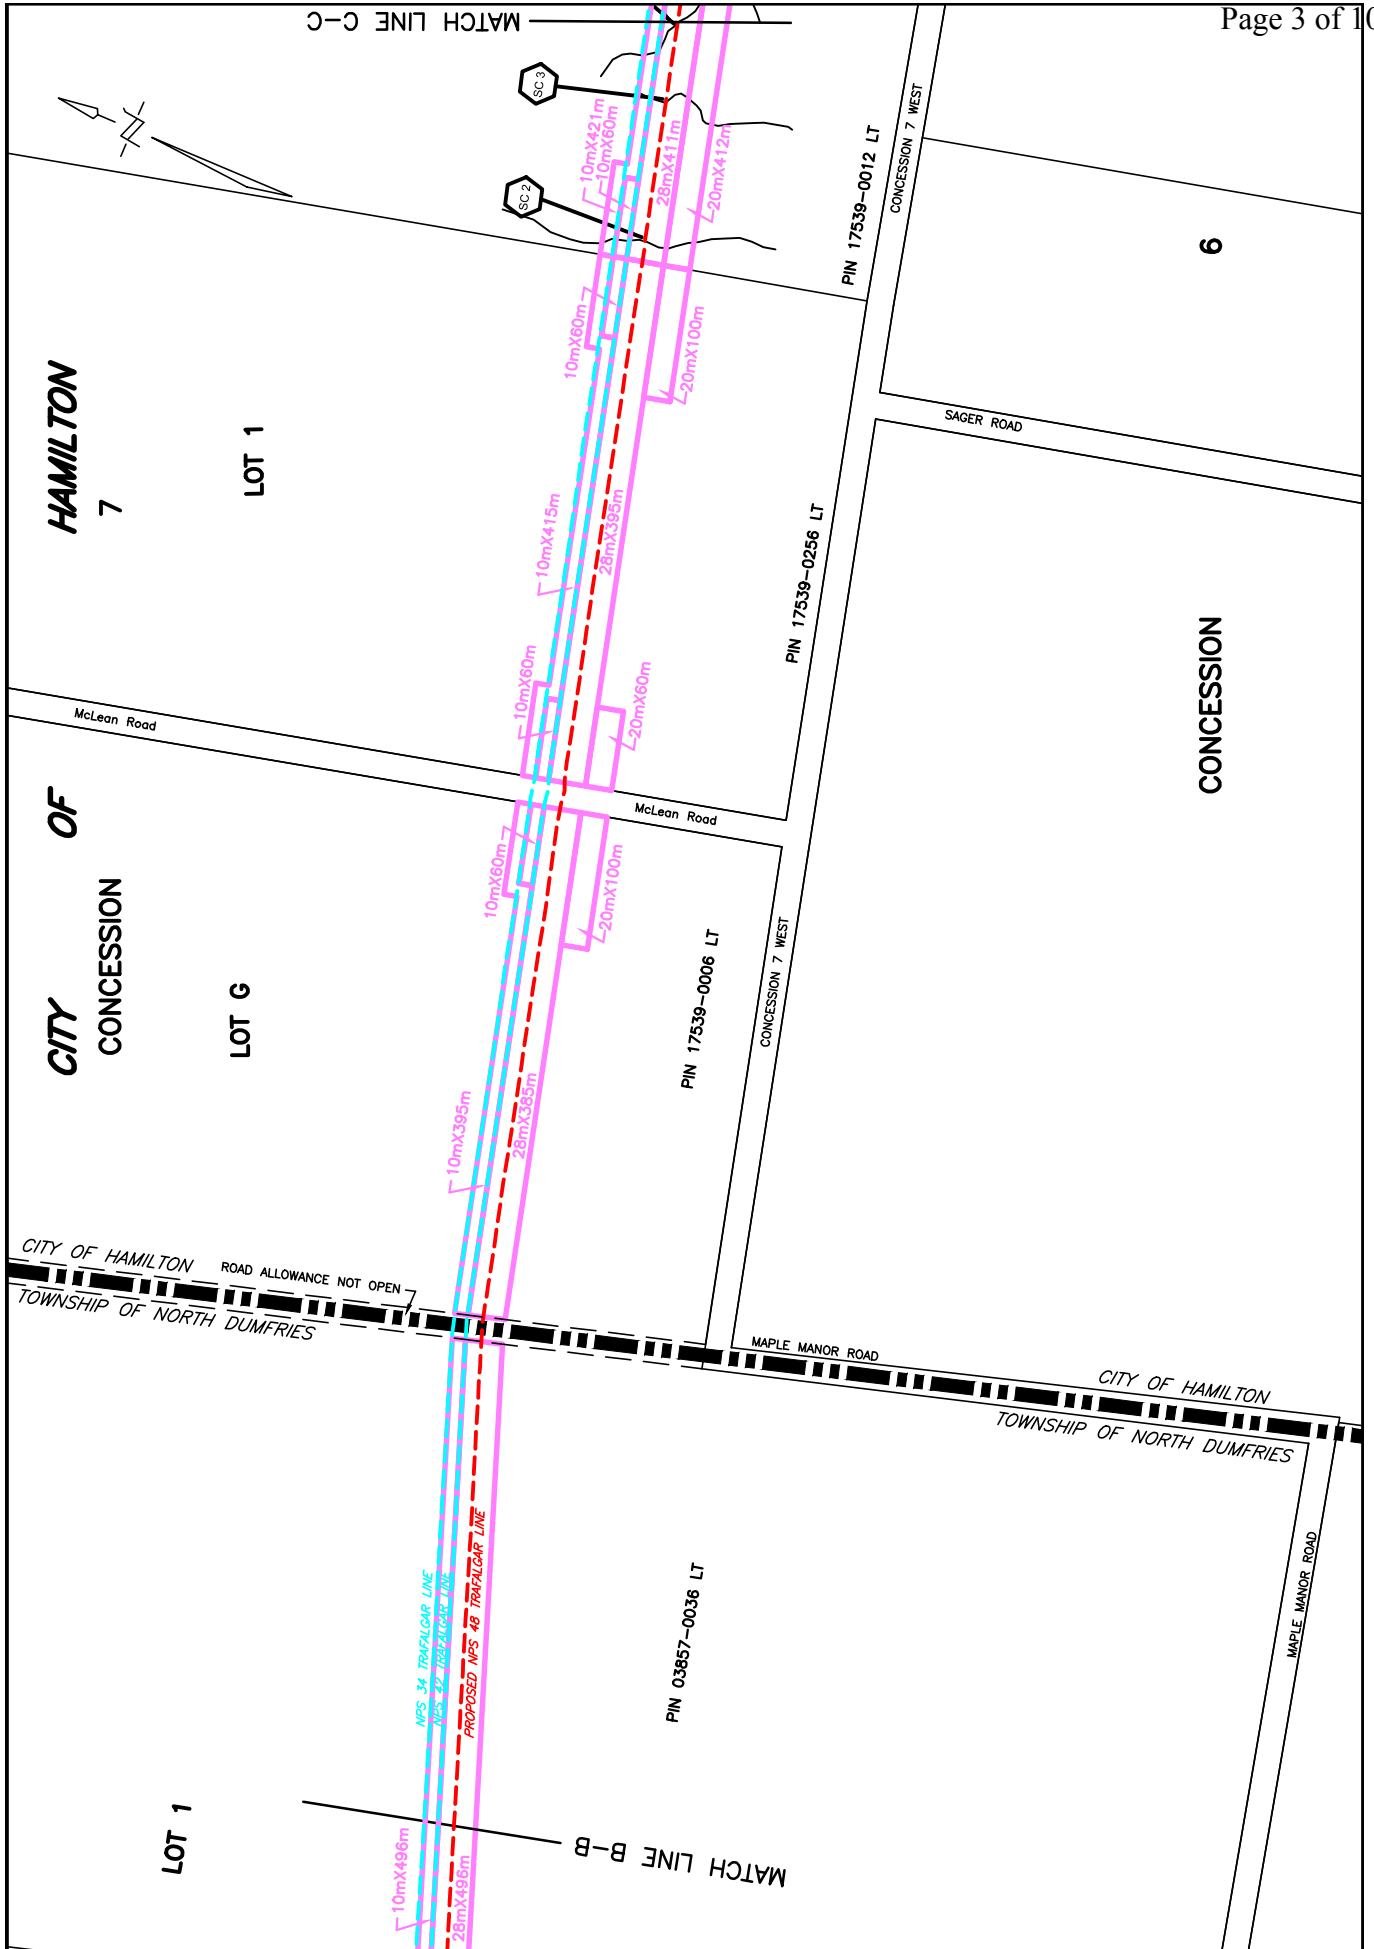 Page 3 of 10
MATCH LINE C-C
SC 3
SC 2
10mX421m
10mX60m
28mX411m
20mX412m
PIN 17539-0012 LT
CONCESSION 7 WEST
6
10mX60m
20mX100m
SAGER ROAD
CITY OF HAMILTON
CONCESSION 7
LOT 1
10mX415m
28mX395m
PIN 17539-0256 LT
CONCESSION
McLean Road
10mX60m
20mX60m
McLean Road
10mX60m
20mX100m
LOT G
PIN 17539-0006 LT
CONCESSION 7 WEST
10mX395m
28mX385m
CITY OF HAMILTON
ROAD ALLOWANCE NOT OPEN
TOWNSHIP OF NORTH DUMFRIES
MAPLE MANOR ROAD
CITY OF HAMILTON
TOWNSHIP OF NORTH DUMFRIES
NPS 34 TRAFALGAR LINE
NPS 42 TRAFALGAR LINE
PROPOSED NPS 48 TRAFALGAR LINE
PIN 03857-0036 LT
MAPLE MANOR ROAD
LOT 1
MATCH LINE B-B
10mX496m
28mX496m